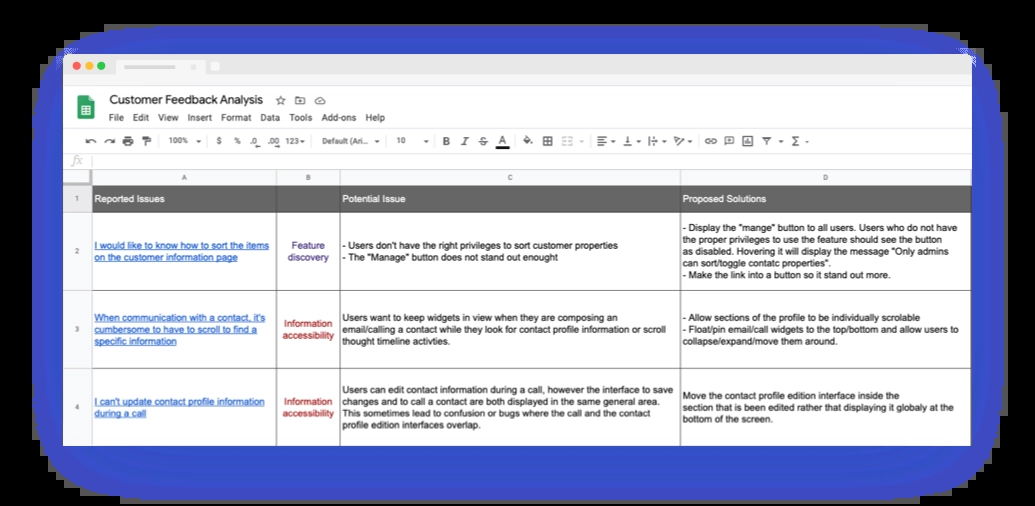 Customer Feedback Analysis
File Edit View Insert Format Data Tools Add-ons Help
100% $ % .0 .00 123 Default (Ari... 10 B I S A
fx
A B C D
1 Reported Issues Potential Issue Proposed Solutions
2
I would like to know how to sort the items
on the customer information page
Feature
discovery
- Users don't have the right privileges to sort customer properties
- The "Manage" button does not stand out enought
- Display the "mange" button to all users. Users who do not have
the proper privileges to use the feature should see the button
as disabled. Hovering it will display the message "Only admins
can sort/toggle contatc properties".
- Make the link into a button so it stand out more.
3
When communication with a contact, it's
cumbersome to have to scroll to find a
specific information
Information
accessibility
Users want to keep widgets in view when they are composing an
email/calling a contact while they look for contact profile information or scroll
thought timeline activties.
- Allow sections of the profile to be individually scrolable
- Float/pin email/call widgets to the top/bottom and allow users to
collapse/expand/move them around.
4
I can't update contact profile information
during a call
Information
accessibility
Users can edit contact information during a call, however the interface to save
changes and to call a contact are both displayed in the same general area.
This sometimes lead to confusion or bugs where the call and the contact
profile edition interfaces overlap.
Move the contact profile edition interface inside the
section that is been edited rather that displaying it globaly at the
bottom of the screen.